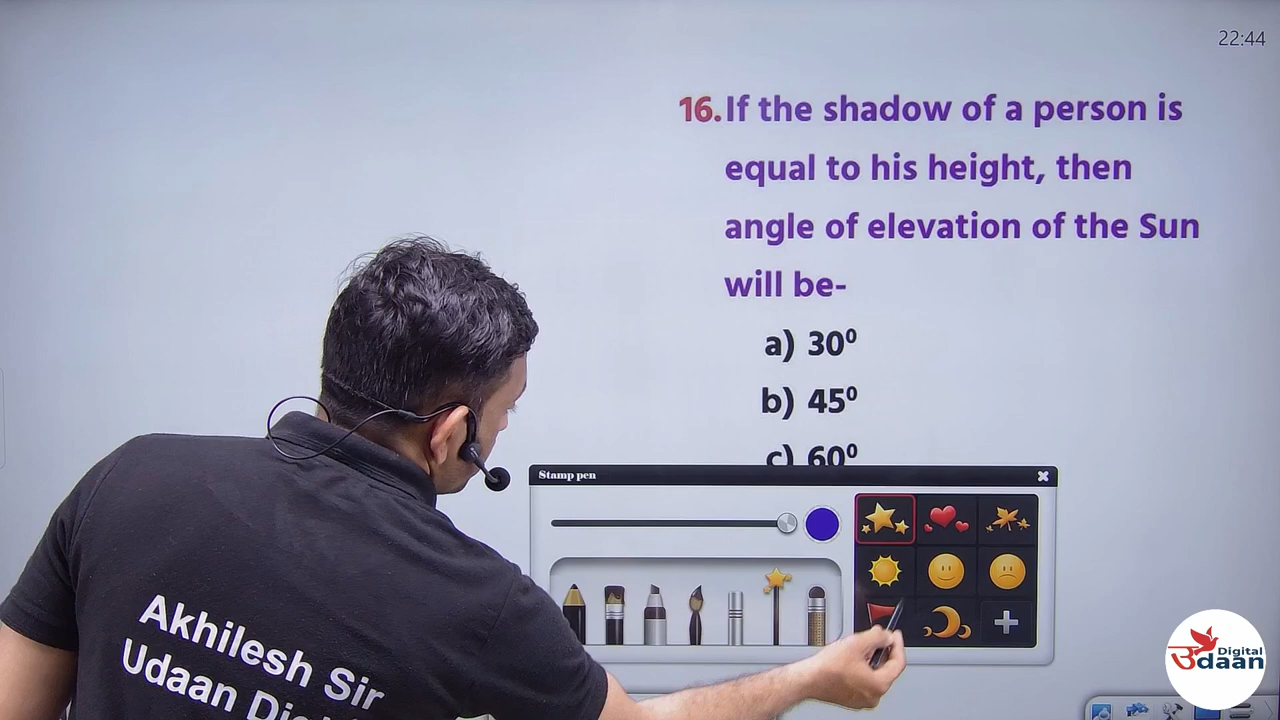 22:44
16. If the shadow of a person is
equal to his height, then
angle of elevation of the Sun
will be-
a) 30⁰
b) 45⁰
c) 60⁰
Stamp pen
Akhilesh Sir
Udaan
Digital
उdaan